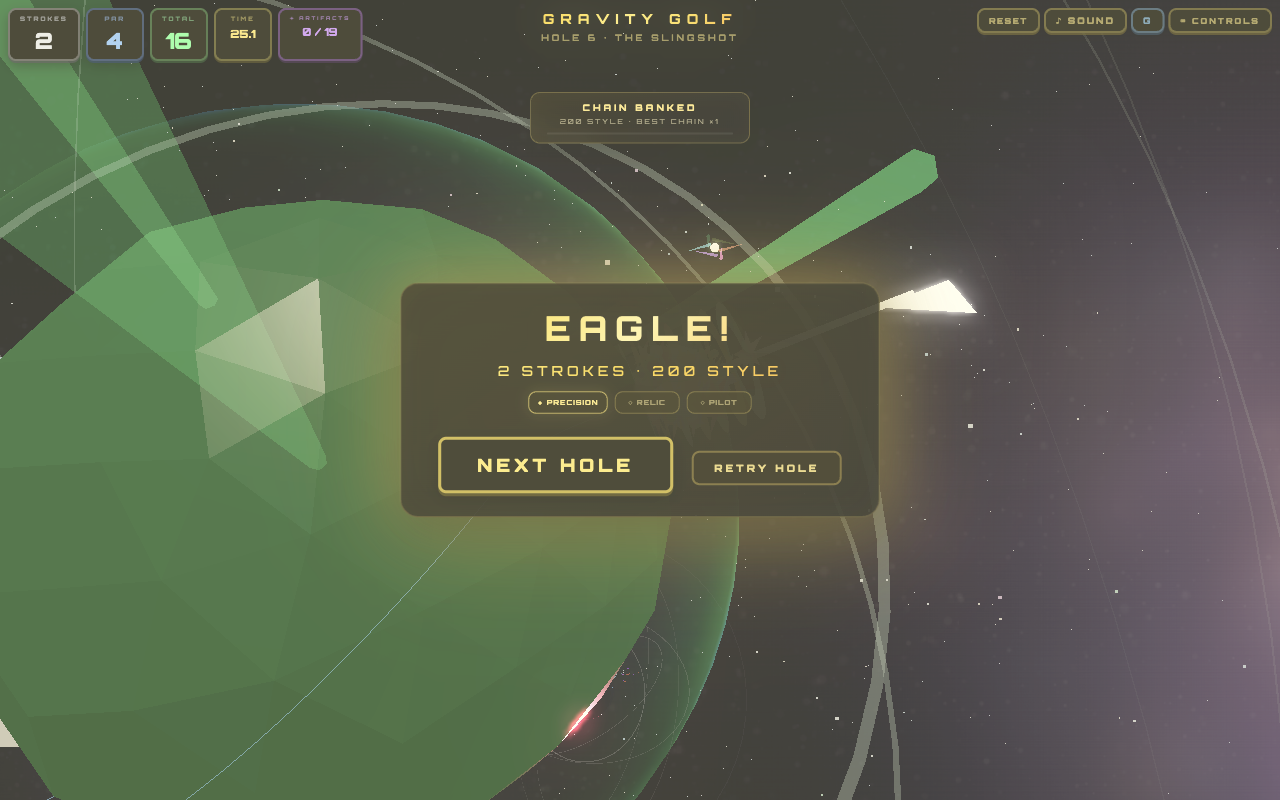 STROKES
2
PAR
4
TOTAL
16
TIME
25.1
ARTIFACTS
0 / 19
GRAVITY GOLF
HOLE 6 · THE SLINGSHOT
RESET
♪ SOUND
G
≡ CONTROLS
CHAIN BANKED
200 STYLE · BEST CHAIN ×1
EAGLE!
2 STROKES · 200 STYLE
PRECISION
RELIC
PILOT
NEXT HOLE
RETRY HOLE